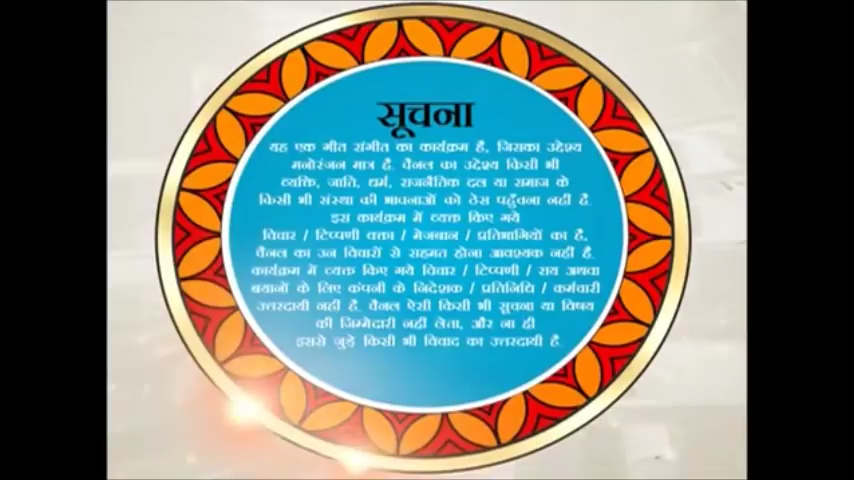 सूचना
यह एक गीत संगीत का कार्यक्रम है, जिसका उद्देश्य
मनोरंजन मात्र है. चैनल का उद्देश्य किसी भी
व्यक्ति, जाति, धर्म, राजनैतिक दल या समाज के
किसी भी संस्था की भावनाओं को ठेस पहुँचना नहीं है.
इस कार्यक्रम में व्यक्त किए गये
विचार / टिप्पणी वक्ता / मेजबान / प्रतिभागियों का है,
चैनल का उन विचारों से सहमत होना आवश्यक नहीं है.
कार्यक्रम में व्यक्त किए गये विचार / टिप्पणी / राय अथवा
बयानों के लिए कंपनी के निदेशक / प्रतिनिधि / कर्मचारी
उत्तरदायी नहीं है. चैनल ऐसी किसी भी सुचना या विषय
की जिम्मेदारी नहीं लेता, और ना ही
इससे जुड़े किसी भी विवाद का उत्तरदायी है.